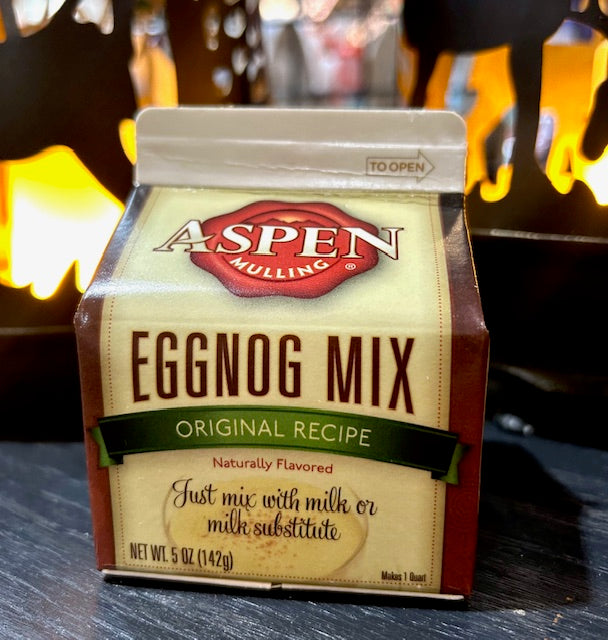 TO OPEN
ASPEN
MULLING ®
EGGNOG MIX
ORIGINAL RECIPE
Naturally Flavored
Just mix with milk or
milk substitute
NET WT. 5 OZ (142g)
Makes 1 Quart